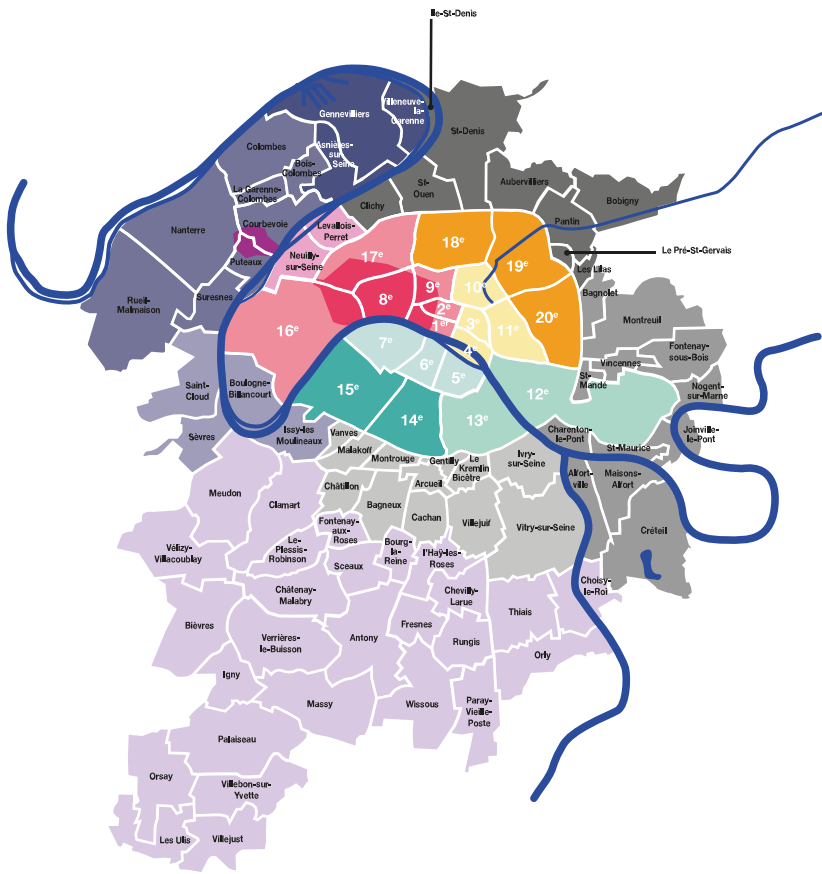 Ile-St-Denis
Villeneuve-
la-
Garenne
Gennevilliers
St-Denis
Colombes
Asnières-
sur-
Seine
Bois-
Colombes
La Garenne-
Colombes
St-
Ouen
Aubervilliers
Bobigny
Clichy
Pantin
Courbevoie
Levallois-
Perret
Nanterre
Neuilly-
sur-Seine
17e
18e
19e
Le Pré-St-Gervais
Puteaux
Les Lilas
Rueil-
Malmaison
Suresnes
8e
9e
10e
Bagnolet
Montreuil
2e
1er
3e
11e
20e
16e
4e
Fontenay-
sous-Bois
7e
6e
5e
Vincennes
St-
Mandé
Saint-
Cloud
Boulogne-
Billancourt
15e
14e
13e
12e
Nogent-
sur-Marne
Sèvres
Issy-les
Moulineaux
Vanves
Malakoff
Montrouge
Gentilly
Le
Kremlin
Bicêtre
Ivry-
sur-Seine
Charenton-
le-Pont
St-Maurice
Joinville-
le-Pont
Meudon
Clamart
Châtillon
Bagneux
Arcueil
Cachan
Villejuif
Vitry-sur-Seine
Alfort-
ville
Maisons-
Alfort
Créteil
Vélizy-
Villacoublay
Le-
Plessis-
Robinson
Fontenay-
aux-
Roses
Sceaux
Bourg-
la-
Reine
l'Haÿ-les-
Roses
Choisy-
le-Roi
Châtenay-
Malabry
Chevilly-
Larue
Thiais
Bièvres
Verrières-
le-Buisson
Antony
Fresnes
Rungis
Orly
Igny
Massy
Wissous
Paray-
Vieille-
Poste
Palaiseau
Orsay
Villebon-sur-
Yvette
Les Ulis
Villejust